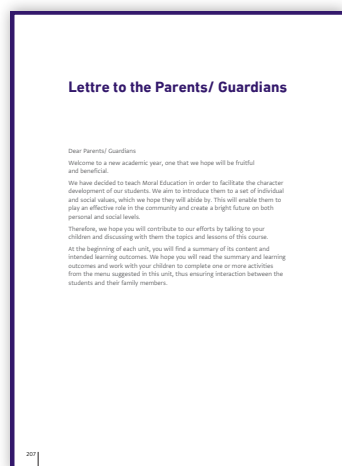 Lettre to the Parents/ Guardians
Dear Parents/ Guardians
Welcome to a new academic year, one that we hope will be fruitful
and beneficial.
We have decided to teach Moral Education in order to facilitate the character
development of our students. We aim to introduce them to a set of individual
and social values, which we hope they will abide by. This will enable them to
play an effective role in the community and create a bright future on both
personal and social levels.
Therefore, we hope you will contribute to our efforts by talking to your
children and discussing with them the topics and lessons of this course.
At the beginning of each unit, you will find a summary of its content and
intended learning outcomes. We hope you will read the summary and learning
outcomes and work with your children to complete one or more activities
from the menu suggested in this unit, thus ensuring interaction between the
students and their family members.
207